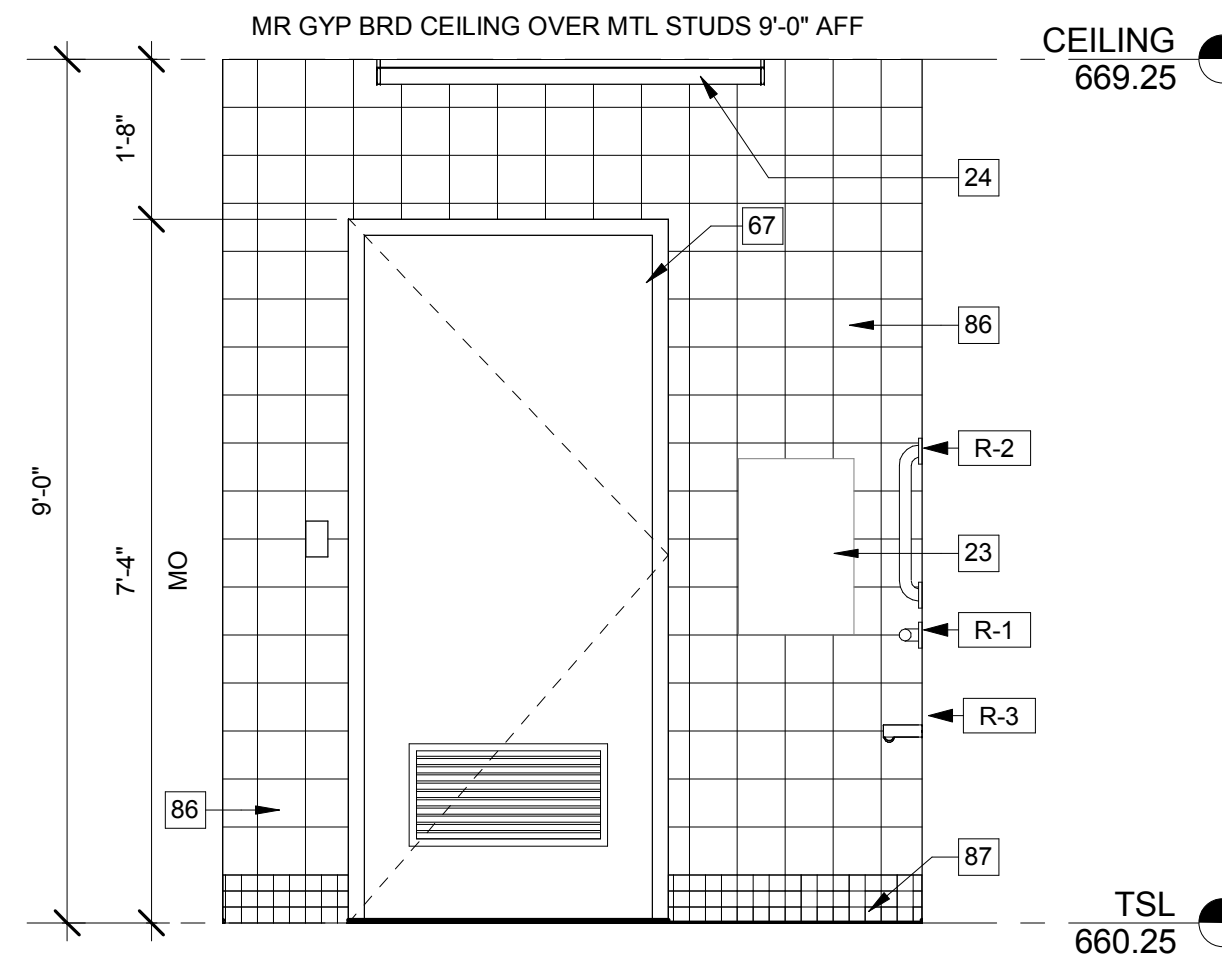 MR GYP BRD CEILING OVER MTL STUDS 9'-0" AFF
CEILING
669.25
1'-8"
24
67
86
R-2
9'-0"
7'-4"
MO
23
R-1
R-3
86
87
TSL
660.25